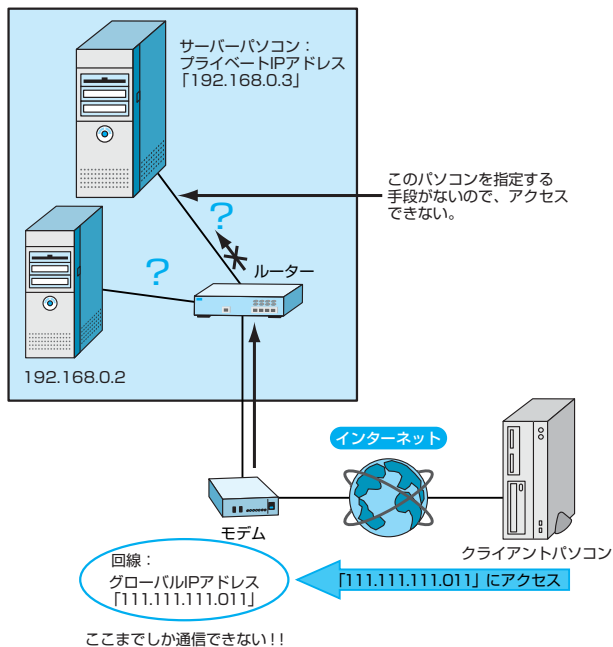 サーバーパソコン：
プライベートIPアドレス
「192.168.0.3」
このパソコンを指定する
手段がないので、アクセス
できない。
?
?
ルーター
192.168.0.2
インターネット
モデム
クライアントパソコン
回線：
グローバルIPアドレス
「111.111.111.011」
「111.111.111.011」にアクセス
ここまでしか通信できない!!